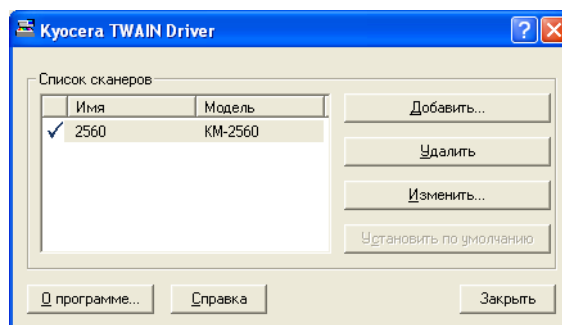 Kyocera TWAIN Driver
Список сканеров
Имя Модель
2560 KM-2560
Добавить...
Удалить
Изменить...
Установить по умолчанию
О программе... Справка Закрыть